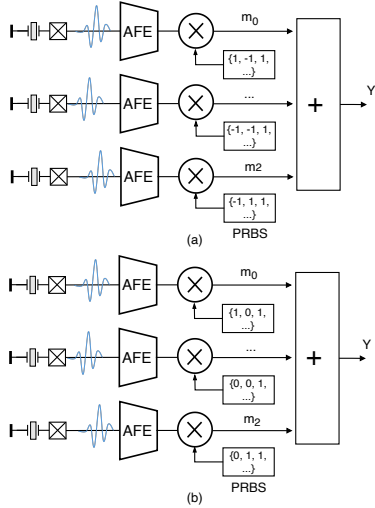 AFE
m0
{1, -1, 1,
...}
AFE
...
{-1, -1, 1,
...}
+
Y
AFE
m2
{-1, 1, 1,
...}
PRBS
(a)
AFE
m0
{1, 0, 1,
...}
AFE
...
{0, 0, 1,
...}
+
Y
AFE
m2
{0, 1, 1,
...}
PRBS
(b)